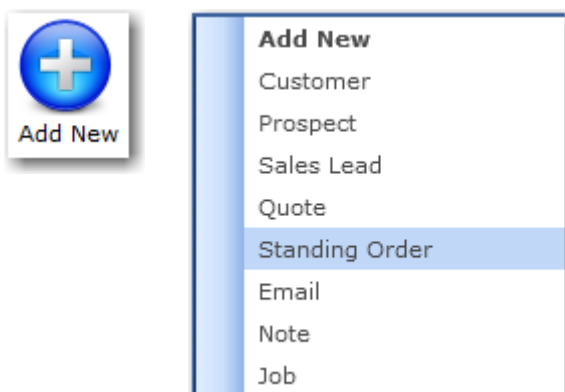 Add New
Add New
Customer
Prospect
Sales Lead
Quote
Standing Order
Email
Note
Job